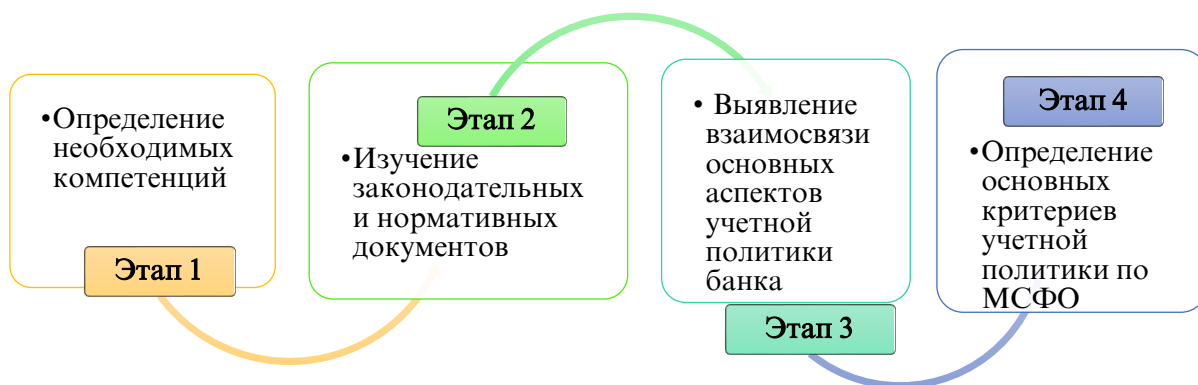 •Определение
необходимых
компетенций
Этап 1
Этап 2
•Изучение
законодательных
и нормативных
документов
• Выявление
взаимосвязи
основных
аспектов
учетной
политики
банка
Этап 3
Этап 4
•Определение
основных
критериев
учетной
политики по
МСФО